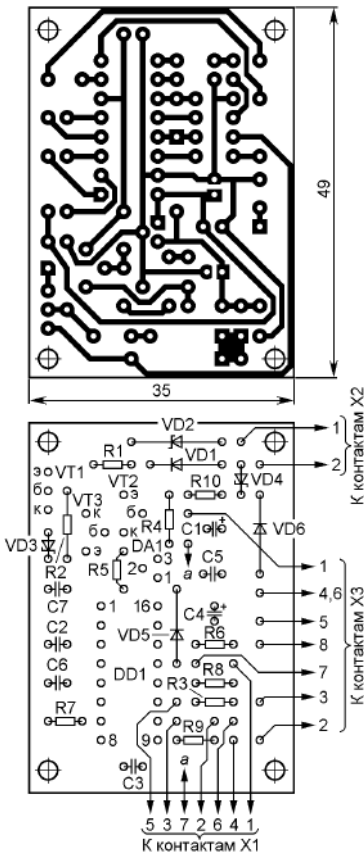 49
35
VD2
1
R1
VD1
2
К контактам X2
э
VT1
VT2
R10
VD4
б
VT3
э
к
б
R4
C1
+
VD6
к
б
VD3
э
DA1
3
1
R2
R5
2
1
а
C5
4,6
C7
1
16
C4
+
5
C2
VD5
R6
8
C6
DD1
R8
7
R3
3
R7
8
9
R9
2
К контактам X3
C3
а
5 3 7 2 6 4 1
К контактам X1